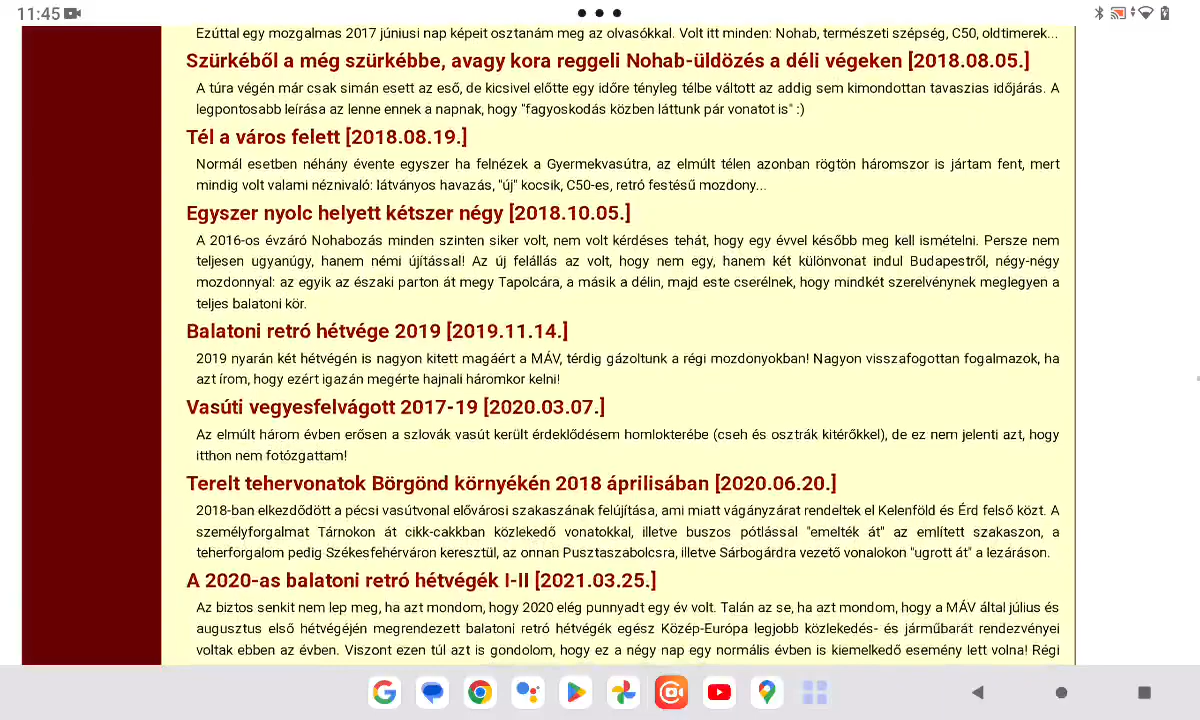 11:45
Ezúttal egy mozgalmas 2017 júniusi nap képeit osztanám meg az olvasókkal. Volt itt minden: Nohab, természeti szépség, C50, oldtimerek...
Szürkéből a még szürkébbe, avagy kora reggeli Nohab-üldözés a déli végeken [2018.08.05.]
A túra végén már csak simán esett az eső, de kicsivel előtte egy időre tényleg télbe váltott az addig sem kimondottan tavaszias időjárás. A
legpontosabb leírása az lenne ennek a napnak, hogy "fagyoskodás közben láttunk pár vonatot is" :)
Tél a város felett [2018.08.19.]
Normál esetben néhány évente egyszer ha felnézek a Gyermekvasútra, az elmúlt télen azonban rögtön háromszor is jártam fent, mert
mindig volt valami néznivaló: látványos havazás, "új" kocsik, C50-es, retró festésű mozdony...
Egyszer nyolc helyett kétszer négy [2018.10.05.]
A 2016-os évzáró Nohabozás minden szinten siker volt, nem volt kérdéses tehát, hogy egy évvel később meg kell ismételni. Persze nem
teljesen ugyanúgy, hanem némi újítással! Az új felállás az volt, hogy nem egy, hanem két különvonat indul Budapestről, négy-négy
mozdonnyal: az egyik az északi parton át megy Tapolcára, a másik a délin, majd este cserélnek, hogy mindkét szerelvénynek meglegyen a
teljes balatoni kör.
Balatoni retró hétvége 2019 [2019.11.14.]
2019 nyarán két hétvégén is nagyon kitett magáért a MÁV, térdig gázoltunk a régi mozdonyokban! Nagyon visszafogottan fogalmazok, ha
azt írom, hogy ezért igazán megérte hajnali háromkor kelni!
Vasúti vegyesfelvágott 2017-19 [2020.03.07.]
Az elmúlt három évben erősen a szlovák vasút került érdeklődésem homlokterébe (cseh és osztrák kitérőkkel), de ez nem jelenti azt, hogy
itthon nem fotózgattam!
Terelt tehervonatok Börgönd környékén 2018 áprilisában [2020.06.20.]
2018-ban elkezdődött a pécsi vasútvonal elővárosi szakaszának felújítása, ami miatt vágányzárat rendeltek el Kelenföld és Érd felső közt. A
személyforgalmat Tárnokon át cikk-cakkban közlekedő vonatokkal, illetve buszos pótlással "emelték át" az említett szakaszon, a
teherforgalom pedig Székesfehérváron keresztül, az onnan Pusztaszabolcsra, illetve Sárbogárdra vezető vonalokon "ugrott át" a lezáráson.
A 2020-as balatoni retró hétvégék I-II [2021.03.25.]
Az biztos senkit nem lep meg, ha azt mondom, hogy 2020 elég punnyadt egy év volt. Talán az se, ha azt mondom, hogy a MÁV által július és
augusztus első hétvégéjén megrendezett balatoni retró hétvégék egész Közép-Európa legjobb közlekedés- és járműbarát rendezvényei
voltak ebben az évben. Viszont ezen túl azt is gondolom, hogy ez a négy nap egy normális évben is kiemelkedő esemény lett volna! Régi